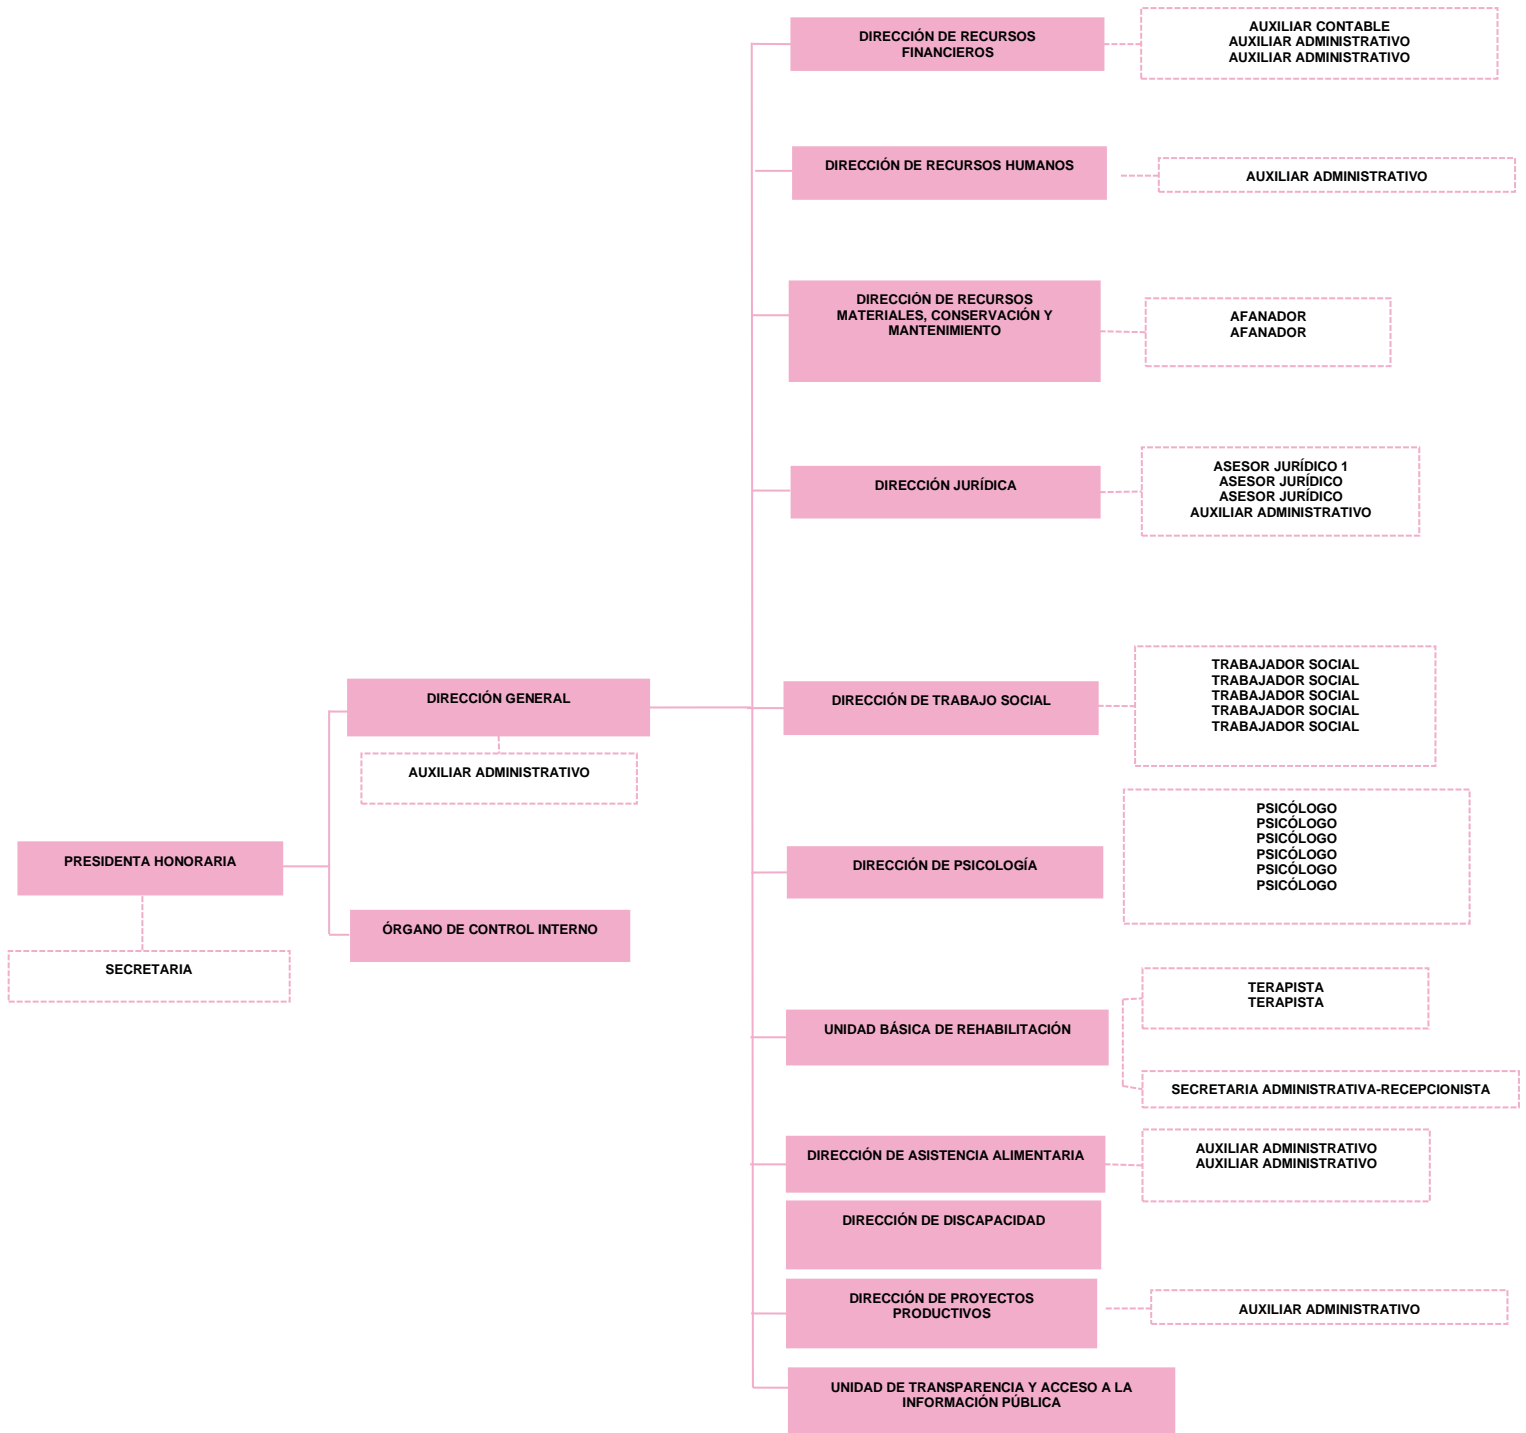 DIRECCIÓN DE RECURSOS
FINANCIEROS
AUXILIAR CONTABLE
AUXILIAR ADMINISTRATIVO
AUXILIAR ADMINISTRATIVO
DIRECCIÓN DE RECURSOS HUMANOS
AUXILIAR ADMINISTRATIVO
DIRECCIÓN DE RECURSOS
MATERIALES, CONSERVACIÓN Y
MANTENIMIENTO
AFANADOR
AFANADOR
DIRECCIÓN JURÍDICA
ASESOR JURÍDICO 1
ASESOR JURÍDICO
ASESOR JURÍDICO
AUXILIAR ADMINISTRATIVO
DIRECCIÓN GENERAL
AUXILIAR ADMINISTRATIVO
DIRECCIÓN DE TRABAJO SOCIAL
TRABAJADOR SOCIAL
TRABAJADOR SOCIAL
TRABAJADOR SOCIAL
TRABAJADOR SOCIAL
TRABAJADOR SOCIAL
PRESIDENTA HONORARIA
SECRETARIA
ÓRGANO DE CONTROL INTERNO
DIRECCIÓN DE PSICOLOGÍA
PSICÓLOGO
PSICÓLOGO
PSICÓLOGO
PSICÓLOGO
PSICÓLOGO
PSICÓLOGO
UNIDAD BÁSICA DE REHABILITACIÓN
TERAPISTA
TERAPISTA
SECRETARIA ADMINISTRATIVA-RECEPCIONISTA
DIRECCIÓN DE ASISTENCIA ALIMENTARIA
AUXILIAR ADMINISTRATIVO
AUXILIAR ADMINISTRATIVO
DIRECCIÓN DE DISCAPACIDAD
DIRECCIÓN DE PROYECTOS
PRODUCTIVOS
AUXILIAR ADMINISTRATIVO
UNIDAD DE TRANSPARENCIA Y ACCESO A LA
INFORMACIÓN PÚBLICA